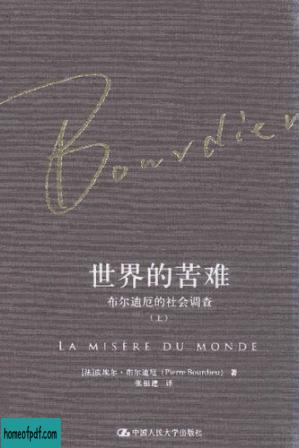 Bourdieu
世界的苦难
布尔迪厄的社会调查
（上）
LA MISÈRE DU MONDE
[法]皮埃尔·布尔迪厄（Pierre Bourdieu） 著
张祖建 译
中国人民大学出版社
homeofpdf.com